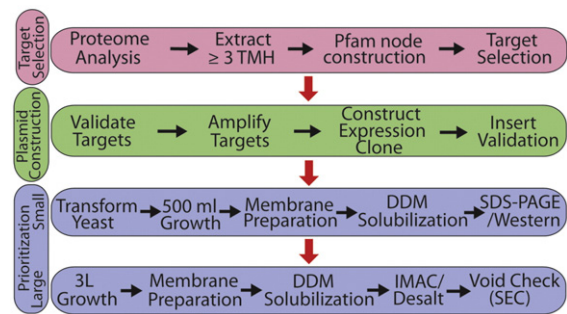 Target
Selection
Proteome
Analysis
Extract
≥ 3 TMH
Pfam node
construction
Target
Selection
Plasmid
Construction
Validate
Targets
Amplify
Targets
Construct
Expression
Clone
Insert
Validation
Prioritization
Small
Large
Transform
Yeast
500 ml
Growth
Membrane
Preparation
DDM
Solubilization
SDS-PAGE
/Western
3L
Growth
Membrane
Preparation
DDM
Solubilization
IMAC/
Desalt
Void Check
(SEC)